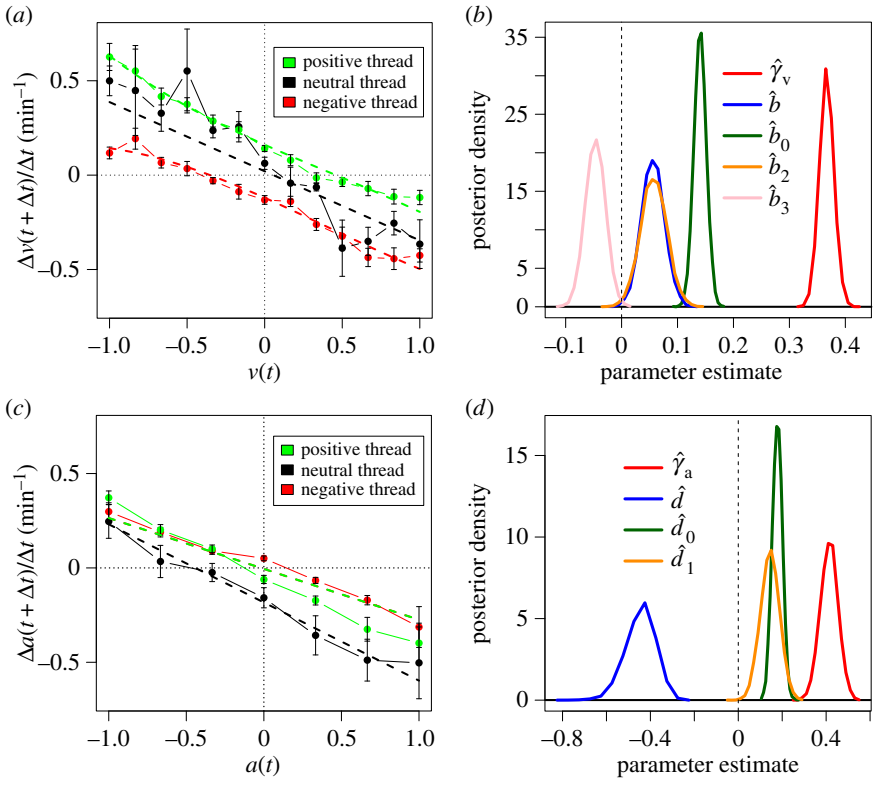 (a)
Δv(t + Δt)/Δt (min⁻¹)
0.5
0
−0.5
positive thread
neutral thread
negative thread
−1.0 −0.5 0 0.5 1.0
v(t)
(b)
posterior density
35
25
15
5
0
γ̂ᵥ
b̂
b̂₀
b̂₂
b̂₃
−0.1 0 0.1 0.2 0.3 0.4
parameter estimate
(c)
Δa(t + Δt)/Δt (min⁻¹)
0.5
0
−0.5
positive thread
neutral thread
negative thread
−1.0 −0.5 0 0.5 1.0
a(t)
(d)
posterior density
15
10
5
0
γ̂ₐ
d̂
d̂₀
d̂₁
−0.8 −0.4 0 0.4
parameter estimate